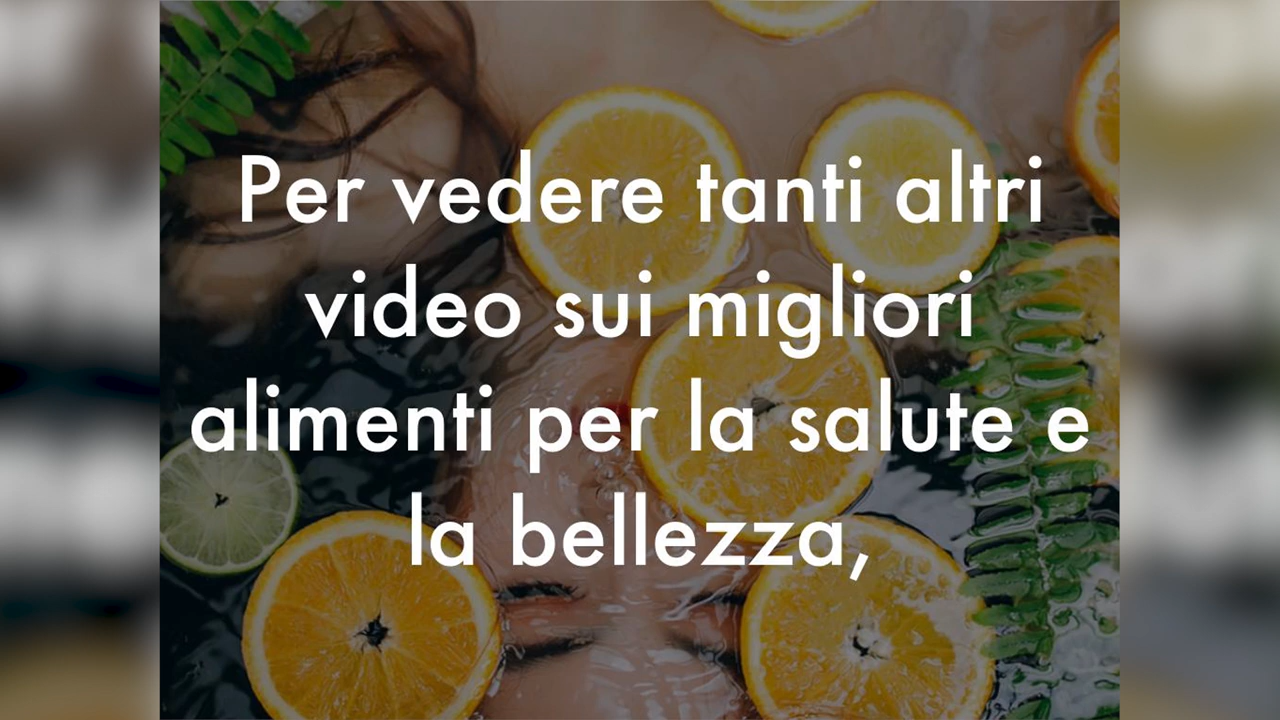 Per vedere tanti altri
video sui migliori
alimenti per la salute e
la bellezza,